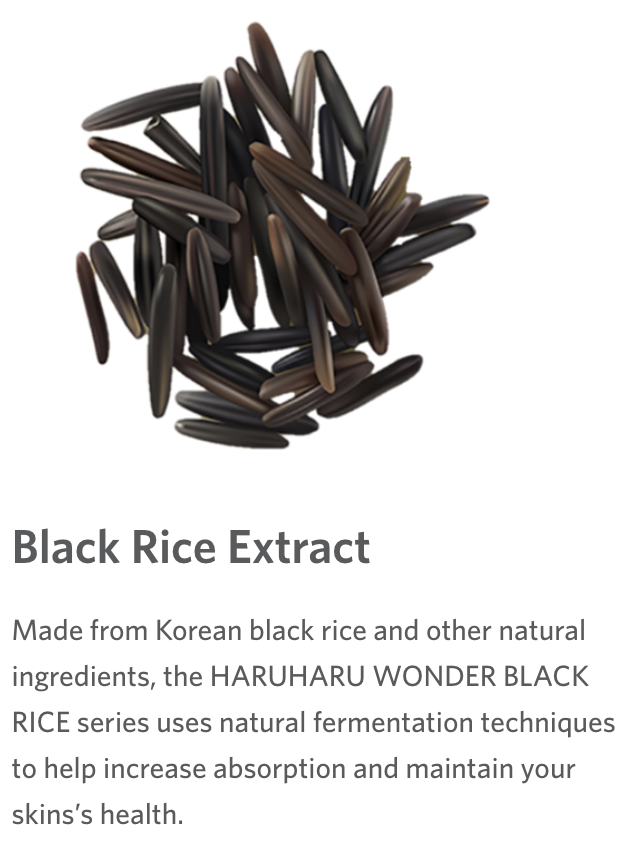 Black Rice Extract
Made from Korean black rice and other natural
ingredients, the HARUHARU WONDER BLACK
RICE series uses natural fermentation techniques
to help increase absorption and maintain your
skins’s health.